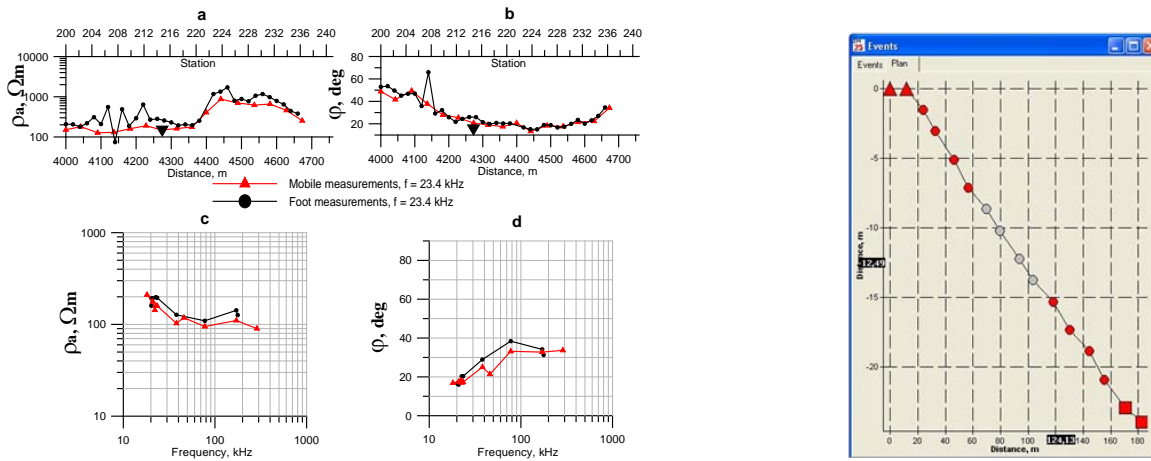 a
200 204 208 212 216 220 224 228 232 236 240
Station
10000
1000
100
ρa, Ωm
4000 4100 4200 4300 4400 4500 4600 4700
Distance, m
b
200 204 208 212 216 220 224 228 232 236 240
Station
80
60
40
20
φ, deg
4000 4100 4200 4300 4400 4500 4600 4700
Distance, m
Mobile measurements, f = 23.4 kHz
Foot measurements, f = 23.4 kHz
c
1000
100
10
ρa, Ωm
10 100 1000
Frequency, kHz
d
80
60
40
20
0
φ, deg
10 100 1000
Frequency, kHz
Events
Events Plan
0
-5
-10
-15
-20
Distance, m
12,49
0 20 40 60 80 100 124,13 140 160 180
Distance, m